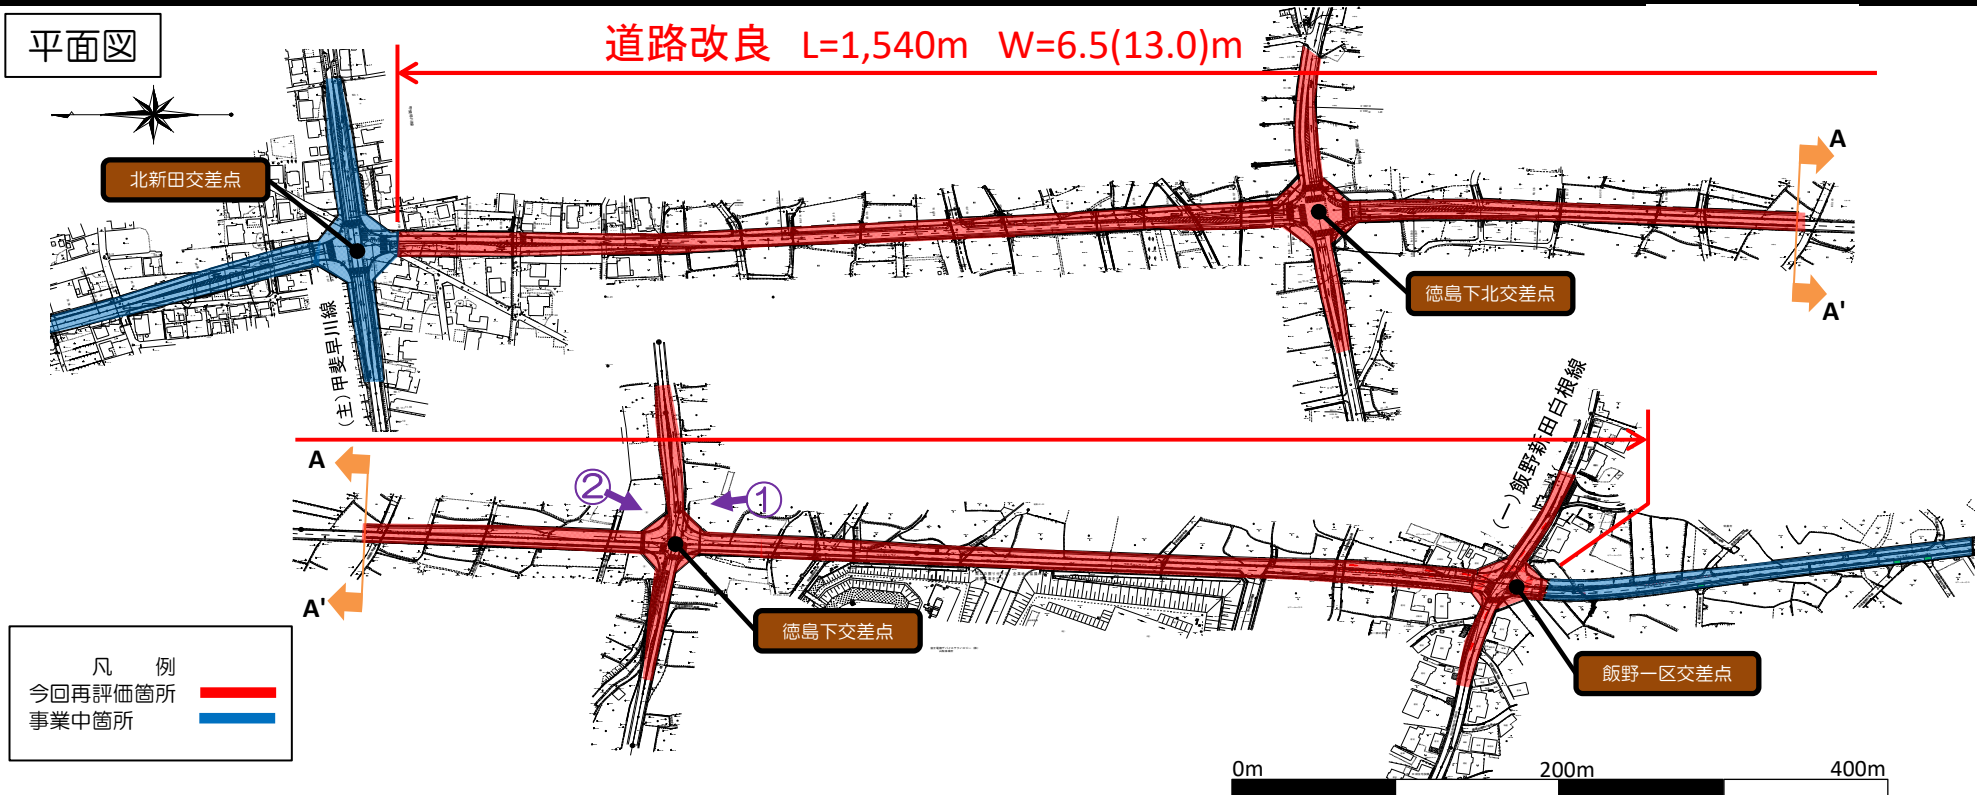 平面図
道路改良 L=1,540m W=6.5(13.0)m
北新田交差点
(主)甲斐早川線
徳島下北交差点
A
A'
A
A'
②
①
(一)飯野新田白根線
徳島下交差点
飯野一区交差点
凡 例
今回再評価箇所
事業中箇所
0m 200m 400m